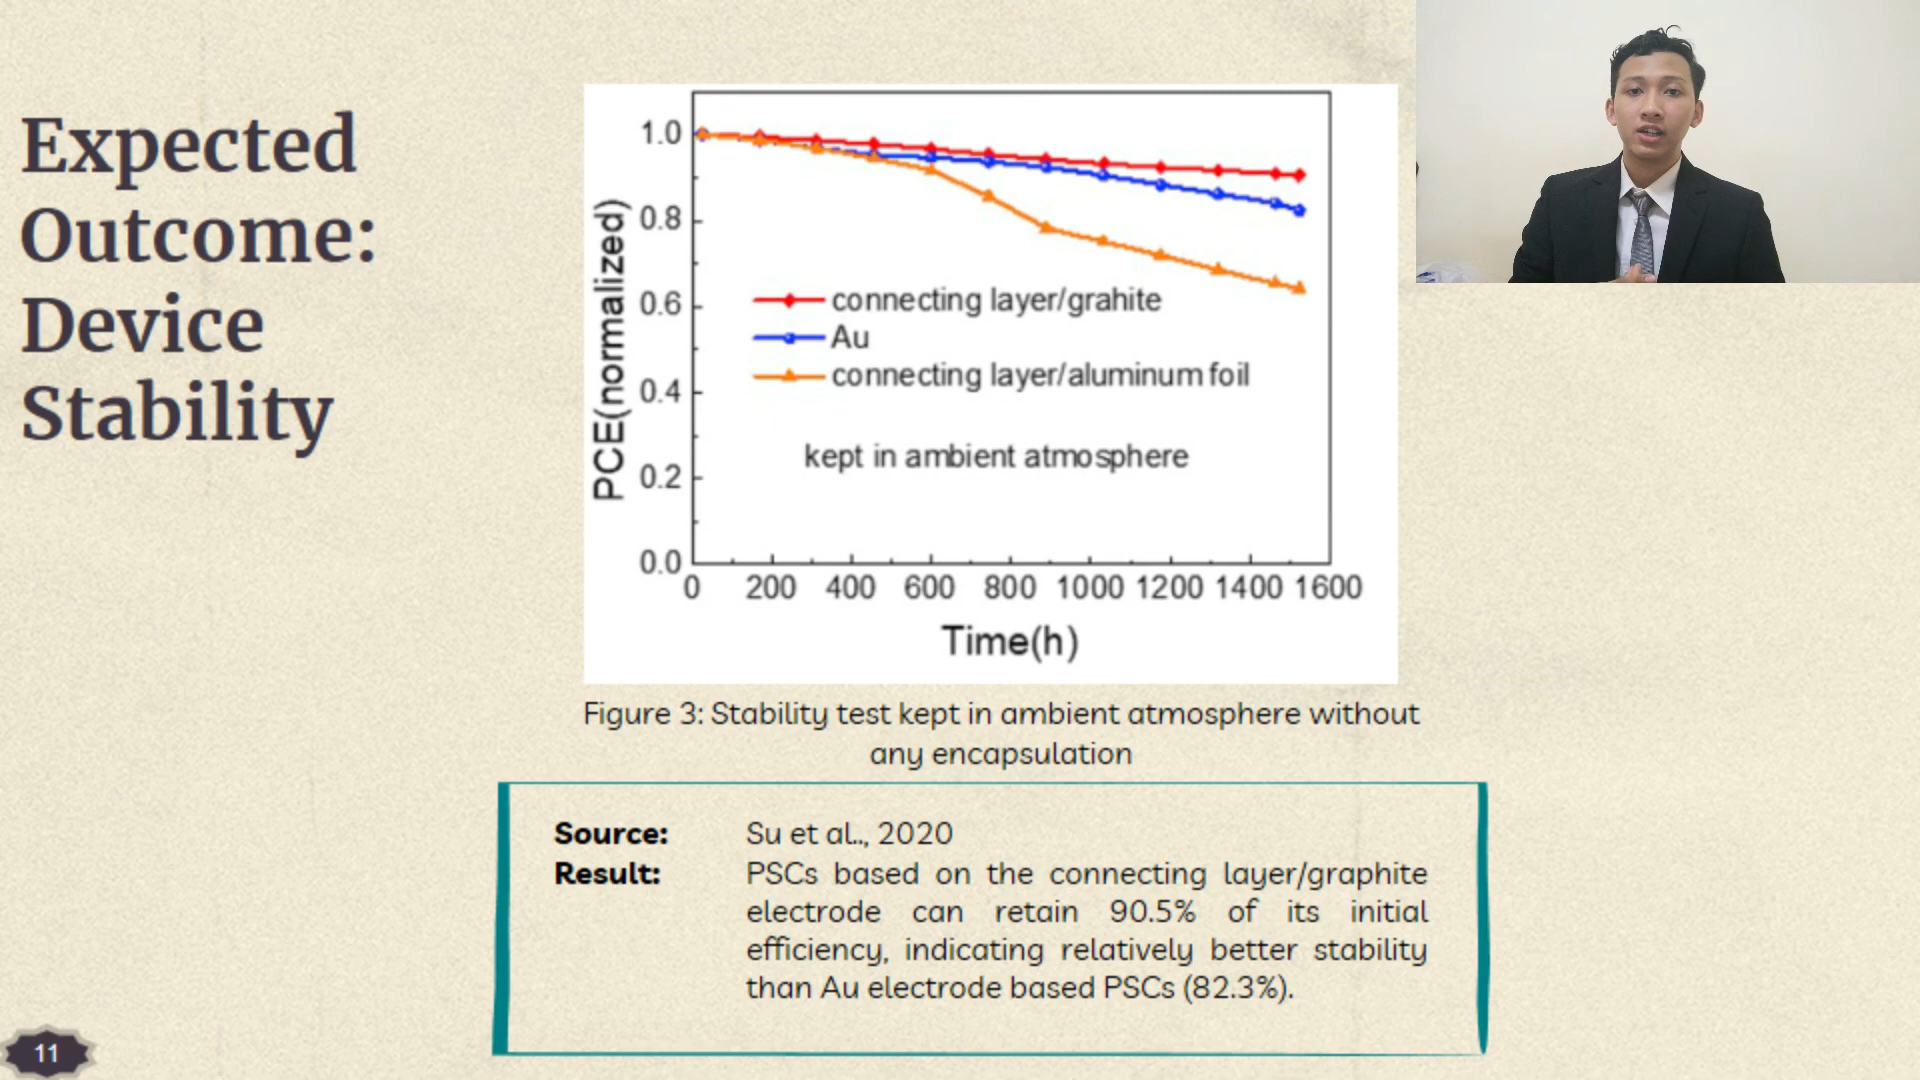 Expected
Outcome:
Device
Stability
PCE(normalized)
1.0
0.8
0.6
0.4
0.2
0.0
connecting layer/grahite
Au
connecting layer/aluminum foil
kept in ambient atmosphere
0 200 400 600 800 1000 1200 1400 1600
Time(h)
Figure 3: Stability test kept in ambient atmosphere without
any encapsulation
Source: Su et al., 2020
Result: PSCs based on the connecting layer/graphite
electrode can retain 90.5% of its initial
efficiency, indicating relatively better stability
than Au electrode based PSCs (82.3%).
11